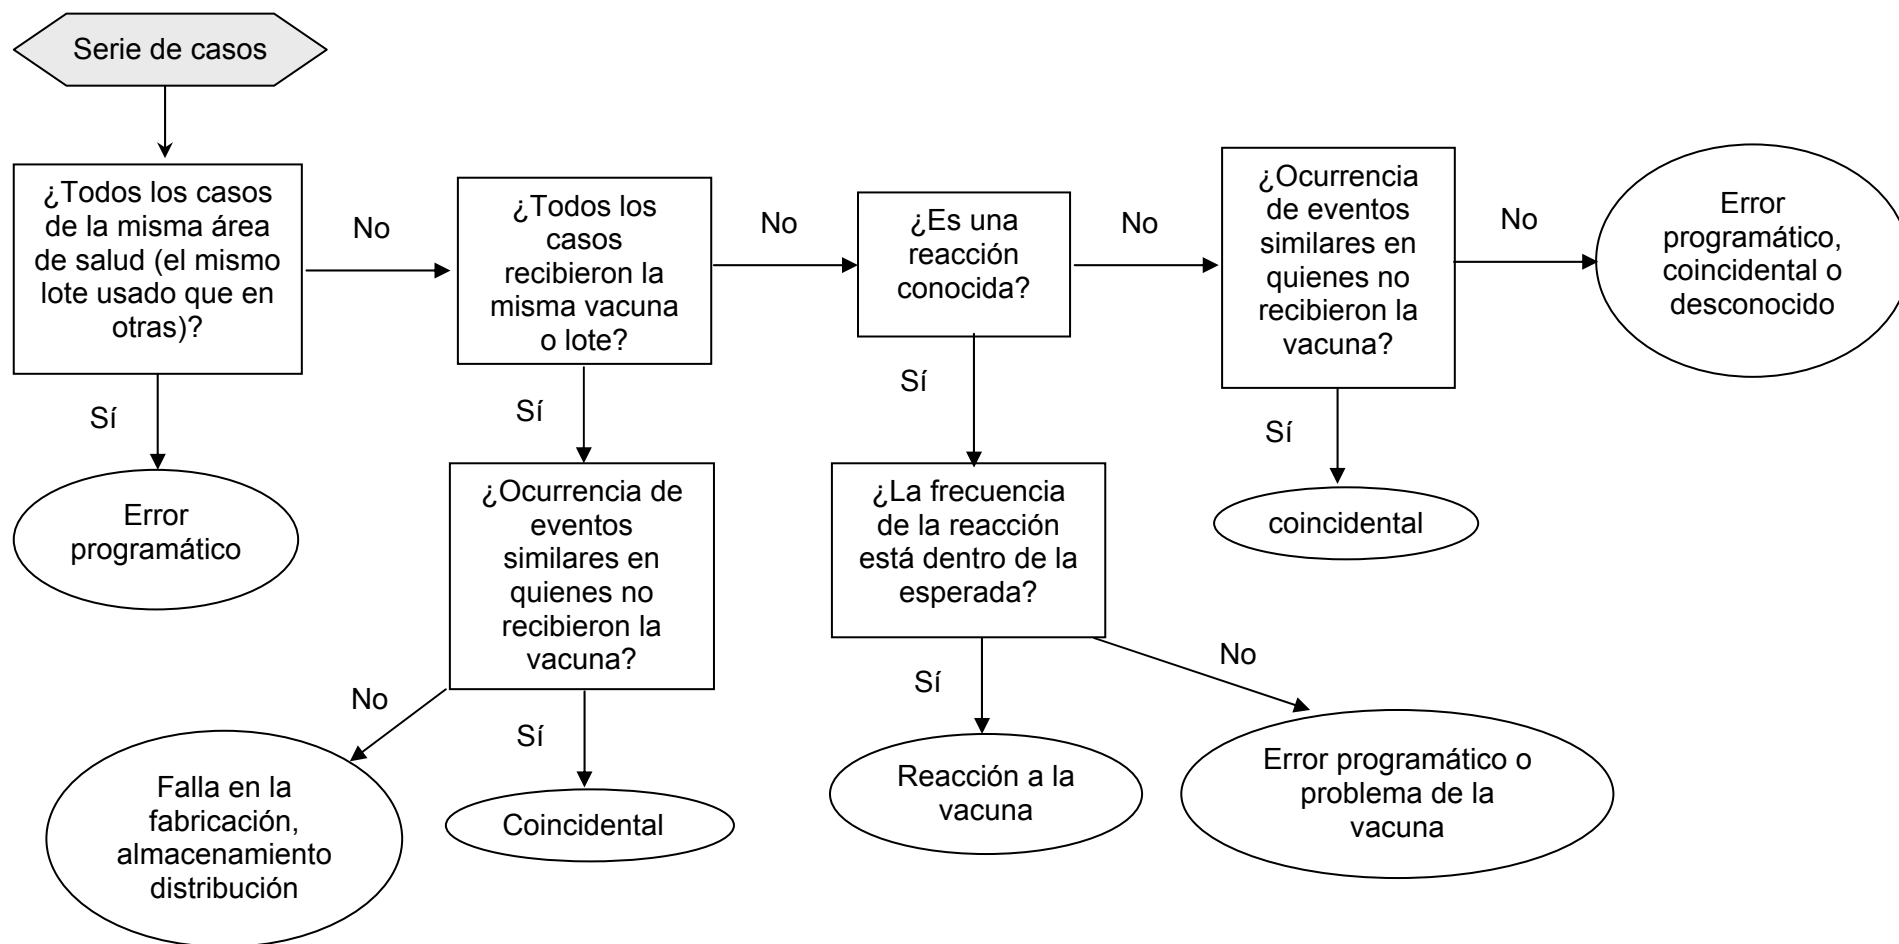 Serie de casos
¿Todos los casos
de la misma área
de salud (el mismo
lote usado que en
otras)?
No
¿Todos los
casos
recibieron la
misma vacuna
o lote?
No
¿Es una
reacción
conocida?
No
¿Ocurrencia
de eventos
similares en
quienes no
recibieron la
vacuna?
No
Error
programático,
coincidental o
desconocido
Sí
Sí
Sí
Sí
Error
programático
¿Ocurrencia de
eventos
similares en
quienes no
recibieron la
vacuna?
¿La frecuencia
de la reacción
está dentro de la
esperada?
coincidental
No
Sí
Sí
No
Falla en la
fabricación,
almacenamiento
distribución
Coincidental
Reacción a la
vacuna
Error programático o
problema de la
vacuna